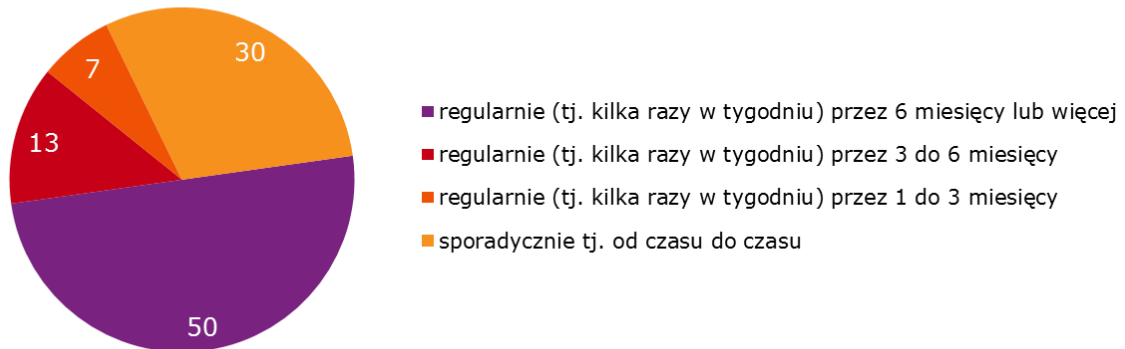 30
7
13
50
regularnie (tj. kilka razy w tygodniu) przez 6 miesięcy lub więcej
regularnie (tj. kilka razy w tygodniu) przez 3 do 6 miesięcy
regularnie (tj. kilka razy w tygodniu) przez 1 do 3 miesięcy
sporadycznie tj. od czasu do czasu